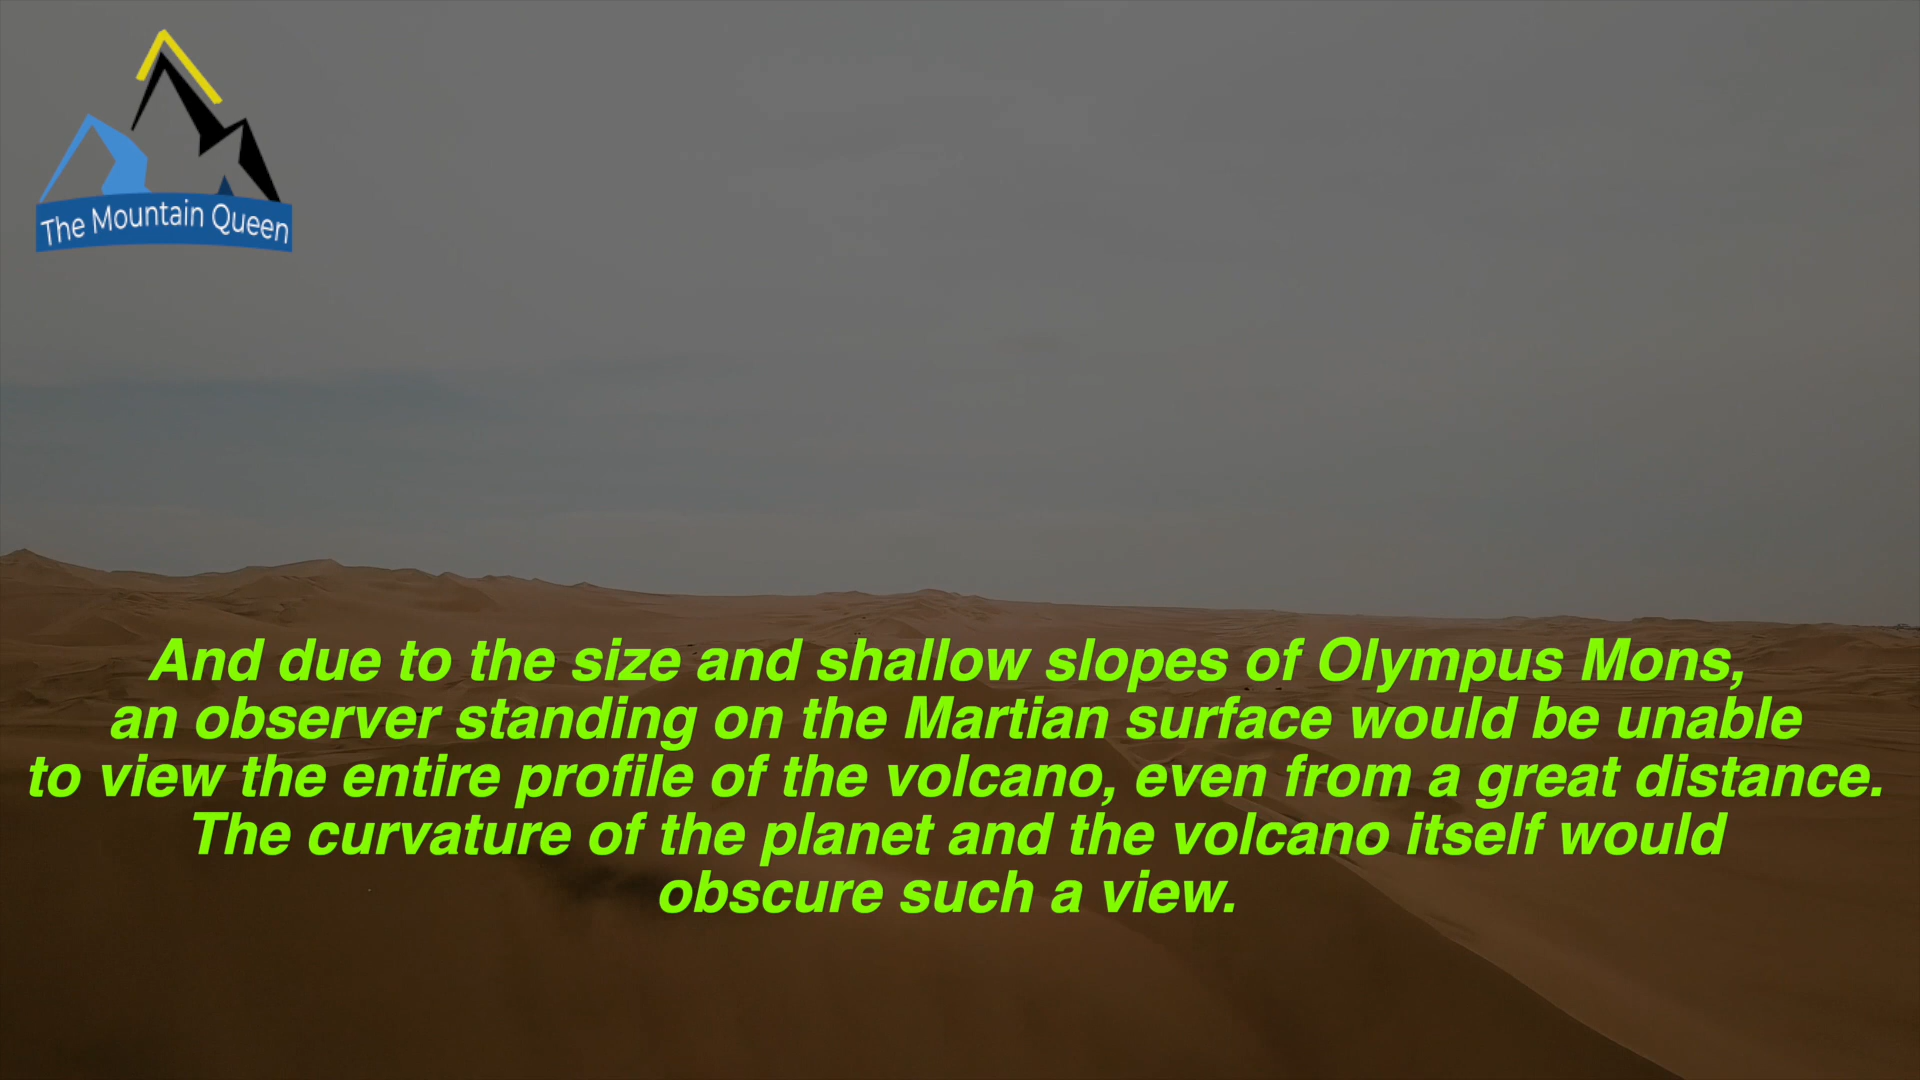 The Mountain Queen
And due to the size and shallow slopes of Olympus Mons,
an observer standing on the Martian surface would be unable
to view the entire profile of the volcano, even from a great distance.
The curvature of the planet and the volcano itself would
obscure such a view.